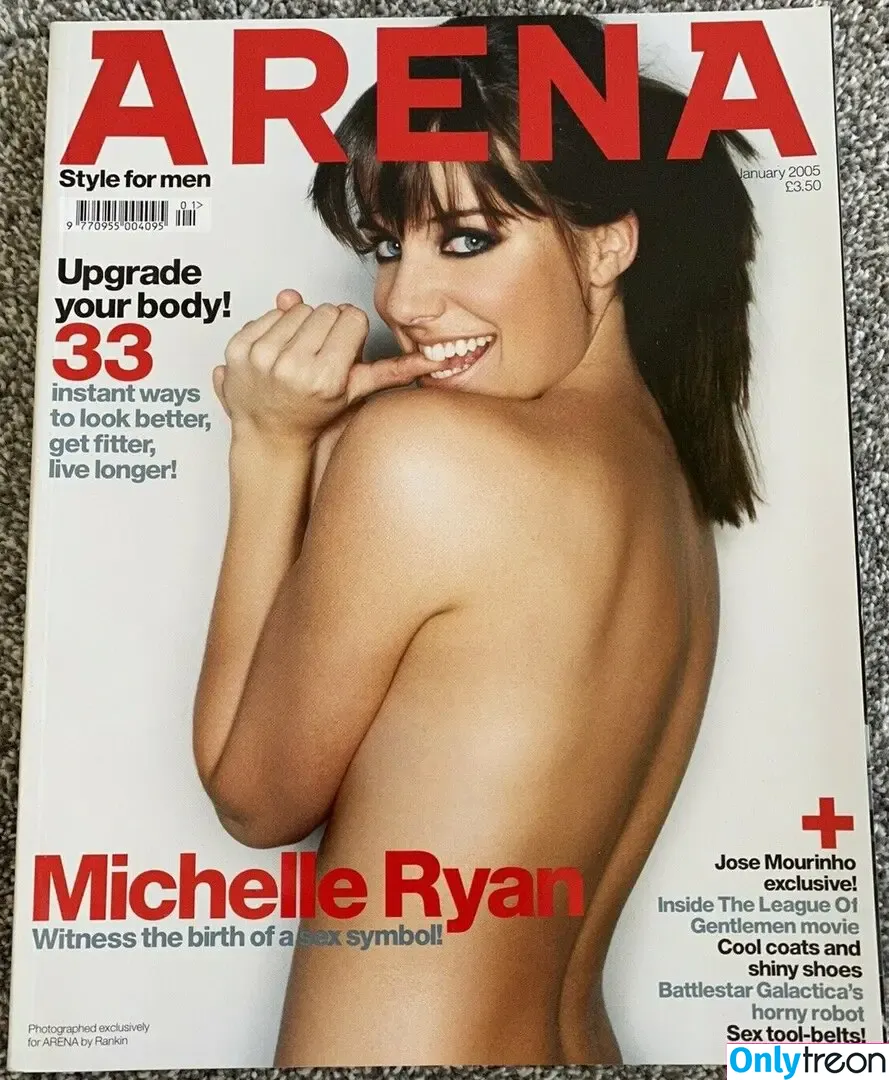 ARENA
Style for men
January 2005
£3.50
01>
9 770955 004095
Upgrade
your body!
33
instant ways
to look better,
get fitter,
live longer!
Michelle Ryan
Witness the birth of a sex symbol!
Jose Mourinho
exclusive!
Inside The League Of
Gentlemen movie
Cool coats and
shiny shoes
Battlestar Galactica's
horny robot
Sex tool-belts!
Photographed exclusively
for ARENA by Rankin
Onlytreon